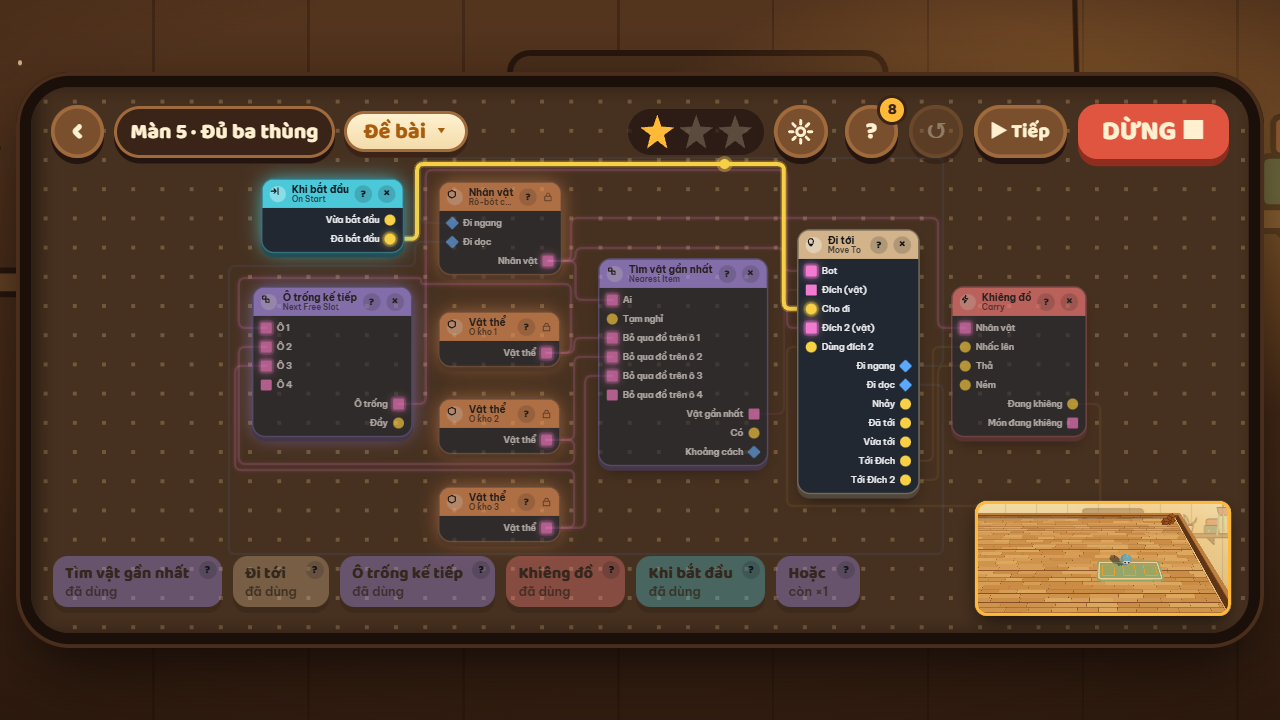 Màn 5 · Đủ ba thùng
Đề bài
?
8
Tiếp
DỪNG
Khi bắt đầu
On Start
?
Vừa bắt đầu
Đã bắt đầu
Nhân vật
Rô-bốt c...
?
Đi ngang
Đi dọc
Nhân vật
Ô trống kế tiếp
Next Free Slot
?
Ô 1
Ô 2
Ô 3
Ô 4
Ô trống
Đầy
Vật thể
Ô kho 1
?
Vật thể
Vật thể
Ô kho 2
?
Vật thể
Vật thể
Ô kho 3
?
Vật thể
Tìm vật gần nhất
Nearest Item
?
Ai
Tạm nghỉ
Bỏ qua đồ trên ô 1
Bỏ qua đồ trên ô 2
Bỏ qua đồ trên ô 3
Bỏ qua đồ trên ô 4
Vật gần nhất
Có
Khoảng cách
Đi tới
Move To
?
Bot
Đích (vật)
Cho đi
Đích 2 (vật)
Dùng đích 2
Đi ngang
Đi dọc
Nhảy
Đã tới
Vừa tới
Tới Đích
Tới Đích 2
Khiêng đồ
Carry
?
Nhân vật
Nhấc lên
Thả
Ném
Đang khiêng
Món đang khiêng
Tìm vật gần nhất
?
đã dùng
Đi tới
?
đã dùng
Ô trống kế tiếp
?
đã dùng
Khiêng đồ
?
đã dùng
Khi bắt đầu
?
đã dùng
Hoặc
?
còn ×1